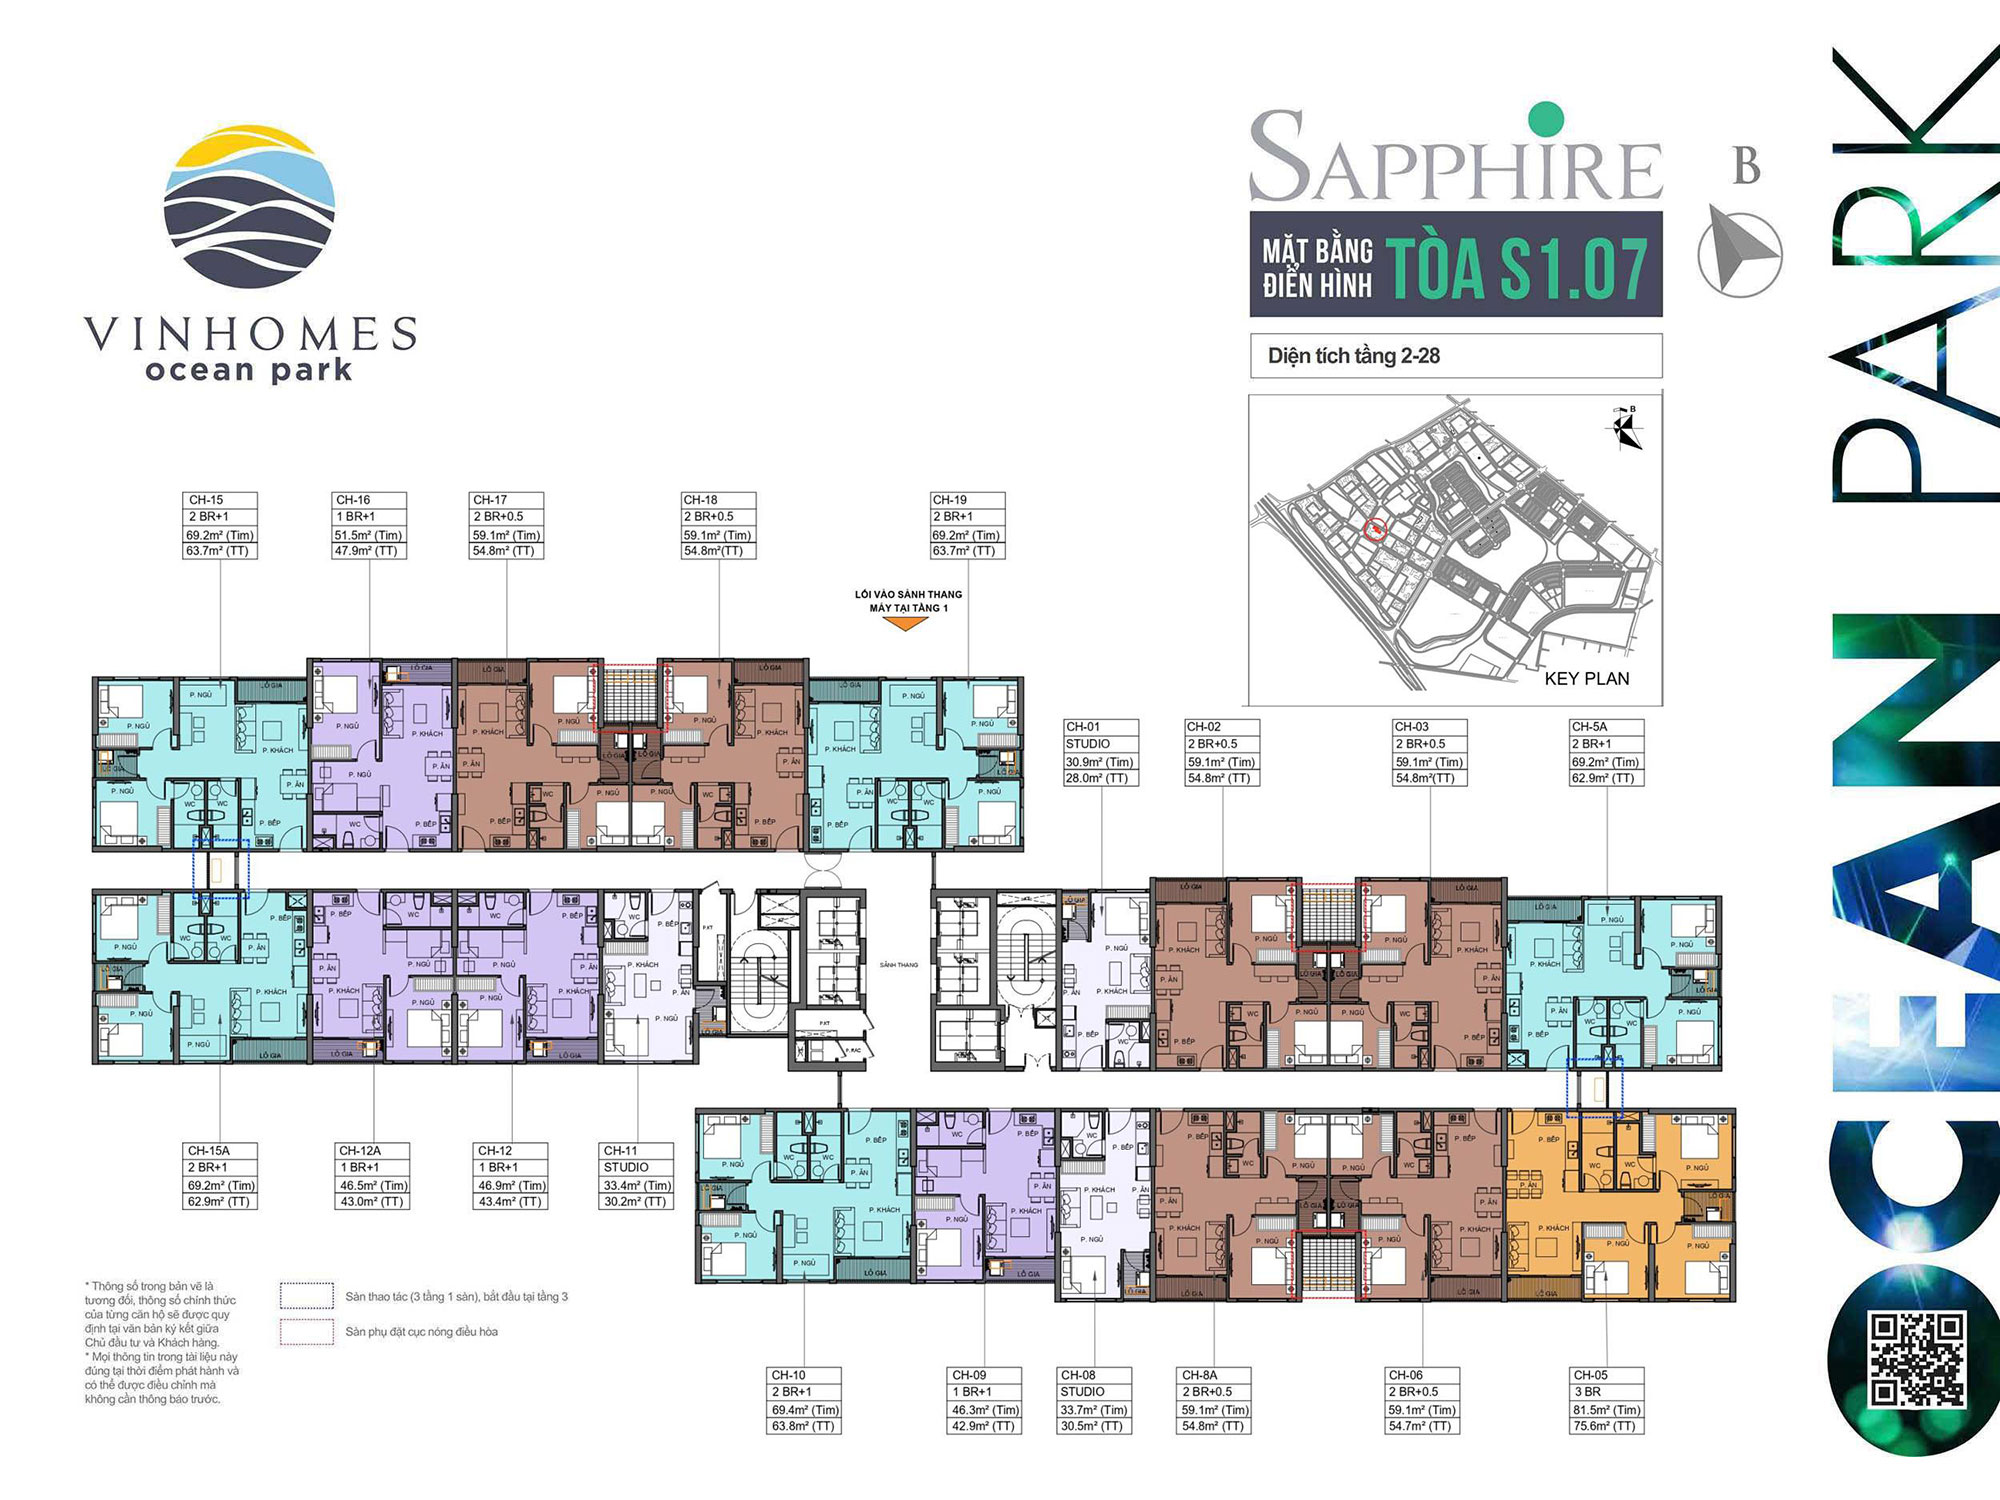 VINHOMES
ocean park
SAPPHIRE
MẶT BẰNG
ĐIỂN HÌNH
TÒA S1.07
Diện tích tầng 2-28
B
B
KEY PLAN
OCEAN PARK
CH-15
2 BR+1
69.2m² (Tim)
63.7m² (TT)
CH-16
1 BR+1
51.5m² (Tim)
47.9m² (TT)
CH-17
2 BR+0.5
59.1m² (Tim)
54.8m² (TT)
CH-18
2 BR+0.5
59.1m² (Tim)
54.8m²(TT)
CH-19
2 BR+1
69.2m² (Tim)
63.7m² (TT)
LỐI VÀO SẢNH THANG
MÁY TẠI TẦNG 1
CH-01
STUDIO
30.9m² (Tim)
28.0m² (TT)
CH-02
2 BR+0.5
59.1m² (Tim)
54.8m² (TT)
CH-03
2 BR+0.5
59.1m² (Tim)
54.8m²(TT)
CH-5A
2 BR+1
69.2m² (Tim)
62.9m² (TT)
P. NGỦ
P. KHÁCH
P. ĂN
P. BẾP
WC
LÔ GIA
SẢNH THANG
P.KT
P. RÁC
CH-15A
2 BR+1
69.2m² (Tim)
62.9m² (TT)
CH-12A
1 BR+1
46.5m² (Tim)
43.0m² (TT)
CH-12
1 BR+1
46.9m² (Tim)
43.4m² (TT)
CH-11
STUDIO
33.4m² (Tim)
30.2m² (TT)
CH-10
2 BR+1
69.4m² (Tim)
63.8m² (TT)
CH-09
1 BR+1
46.3m² (Tim)
42.9m² (TT)
CH-08
STUDIO
33.7m² (Tim)
30.5m² (TT)
CH-8A
2 BR+0.5
59.1m² (Tim)
54.8m² (TT)
CH-06
2 BR+0.5
59.1m² (Tim)
54.7m² (TT)
CH-05
3 BR
81.5m² (Tim)
75.6m² (TT)
* Thông số trong bản vẽ là
tương đối, thông số chính thức
của từng căn hộ sẽ được quy
định tại văn bản ký kết giữa
Chủ đầu tư và Khách hàng.
* Mọi thông tin trong tài liệu này
đúng tại thời điểm phát hành và
có thể được điều chỉnh mà
không cần thông báo trước.
Sàn thao tác (3 tầng 1 sàn), bắt đầu tại tầng 3
Sàn phụ đặt cục nóng điều hòa